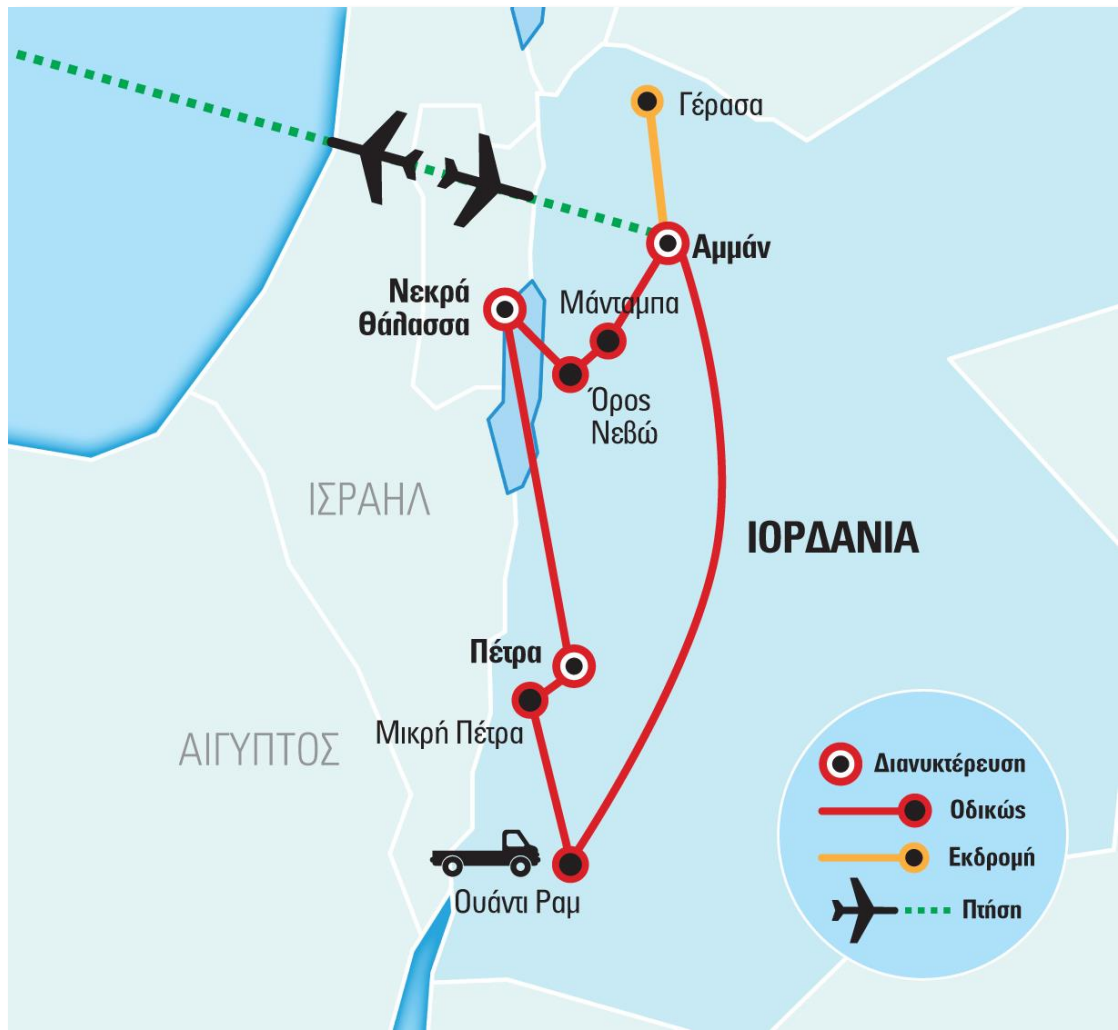 Γέρασα
Αμμάν
Νεκρά
Θάλασσα
Μάνταμπα
Όρος
Νεβώ
ΙΣΡΑΗΛ
ΙΟΡΔΑΝΙΑ
Πέτρα
Μικρή Πέτρα
ΑΙΓΥΠΤΟΣ
Ουάντι Ραμ
Διανυκτέρευση
Οδικώς
Εκδρομή
Πτήση